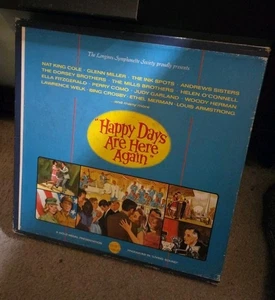 The Longines Symphonette Society proudly presents
NAT KING COLE • GLENN MILLER • THE INK SPOTS • ANDREWS SISTERS
THE DORSEY BROTHERS • THE MILLS BROTHERS • HELEN O'CONNELL
ELLA FITZGERALD • PERRY COMO • JUDY GARLAND • WOODY HERMAN
LAWRENCE WELK • BING CROSBY • ETHEL MERMAN • LOUIS ARMSTRONG
"Happy Days
Are Here
Again"